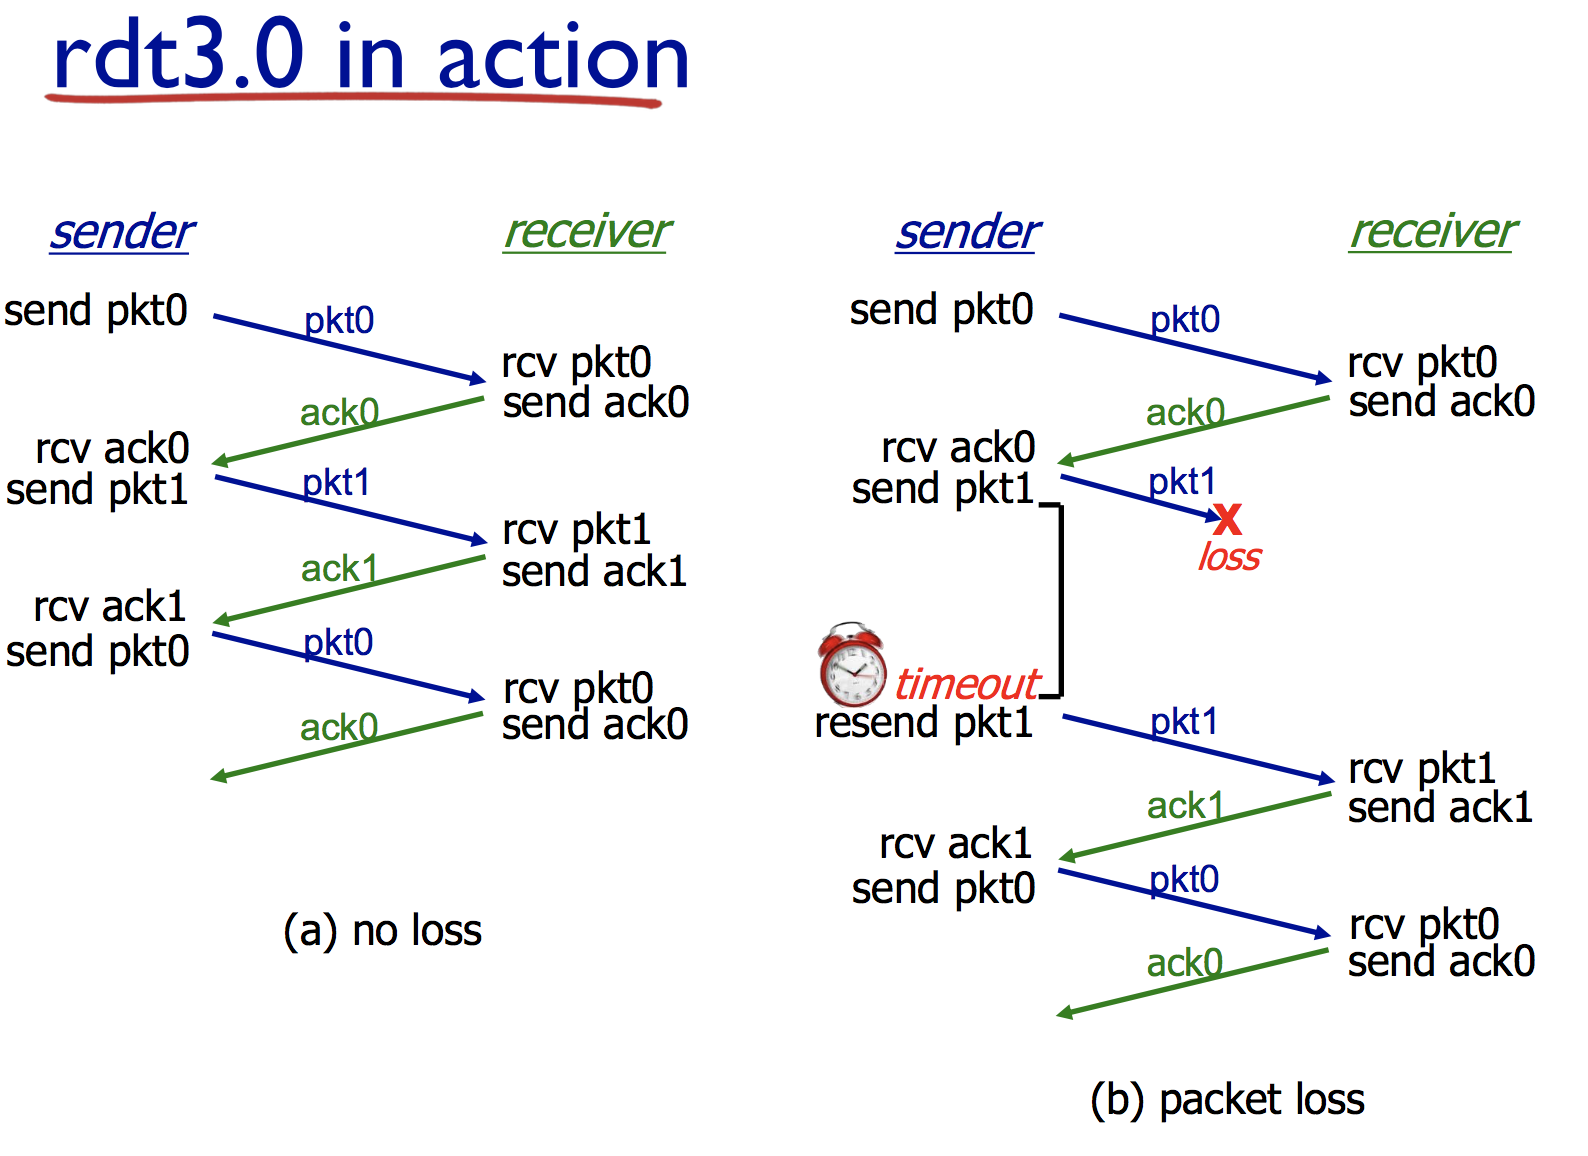 rdt3.0 in action
sender
receiver
send pkt0
pkt0
rcv pkt0
send ack0
ack0
rcv ack0
send pkt1
pkt1
rcv pkt1
send ack1
ack1
rcv ack1
send pkt0
pkt0
rcv pkt0
send ack0
ack0
(a) no loss
sender
receiver
send pkt0
pkt0
rcv pkt0
send ack0
ack0
rcv ack0
send pkt1
pkt1
X
loss
timeout
resend pkt1
pkt1
rcv pkt1
send ack1
ack1
rcv ack1
send pkt0
pkt0
rcv pkt0
send ack0
ack0
(b) packet loss